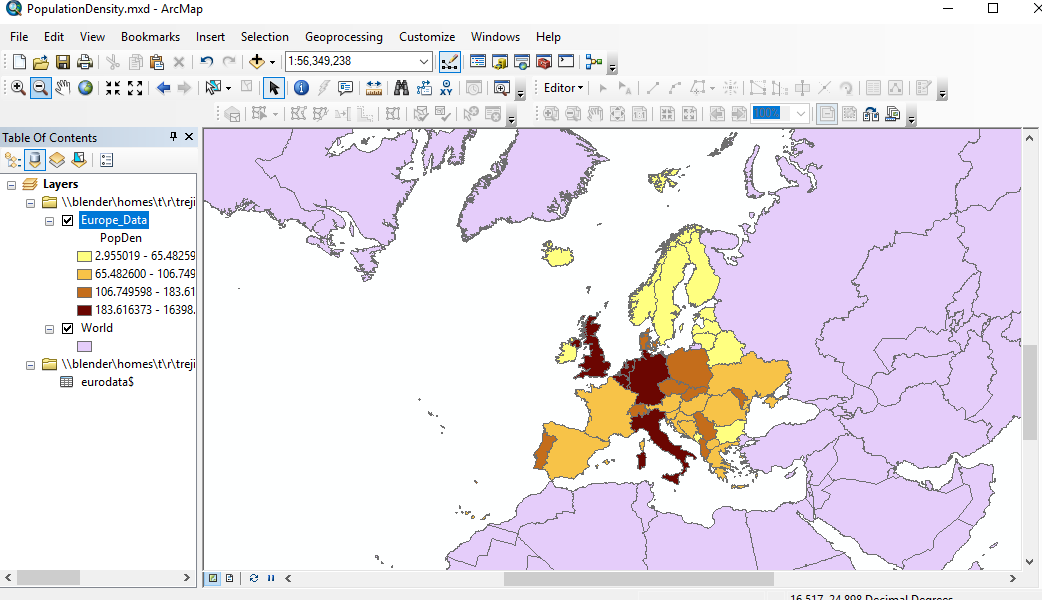 PopulationDensity.mxd - ArcMap
File Edit View Bookmarks Insert Selection Geoprocessing Customize Windows Help
1:56,349,238
Editor
100%
Table Of Contents
Layers
\\blender\homes\t\r\treji
Europe_Data
PopDen
2.955019 - 65.48259
65.482600 - 106.749
106.749598 - 183.61
183.616373 - 16398.
World
\\blender\homes\t\r\treji
eurodata$
16.517 24.898 Decimal Degrees